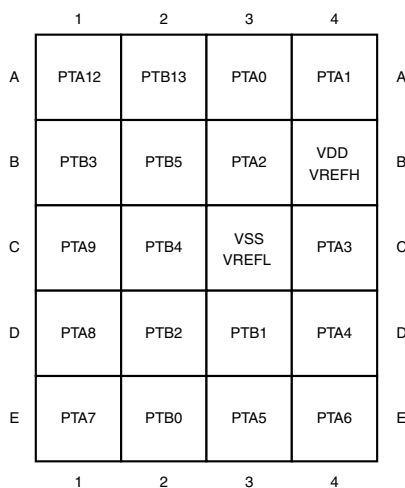 1 2 3 4
A PTA12 PTB13 PTA0 PTA1 A
B PTB3 PTB5 PTA2 VDD VREFH B
C PTA9 PTB4 VSS VREFL PTA3 C
D PTA8 PTB2 PTB1 PTA4 D
E PTA7 PTB0 PTA5 PTA6 E
1 2 3 4